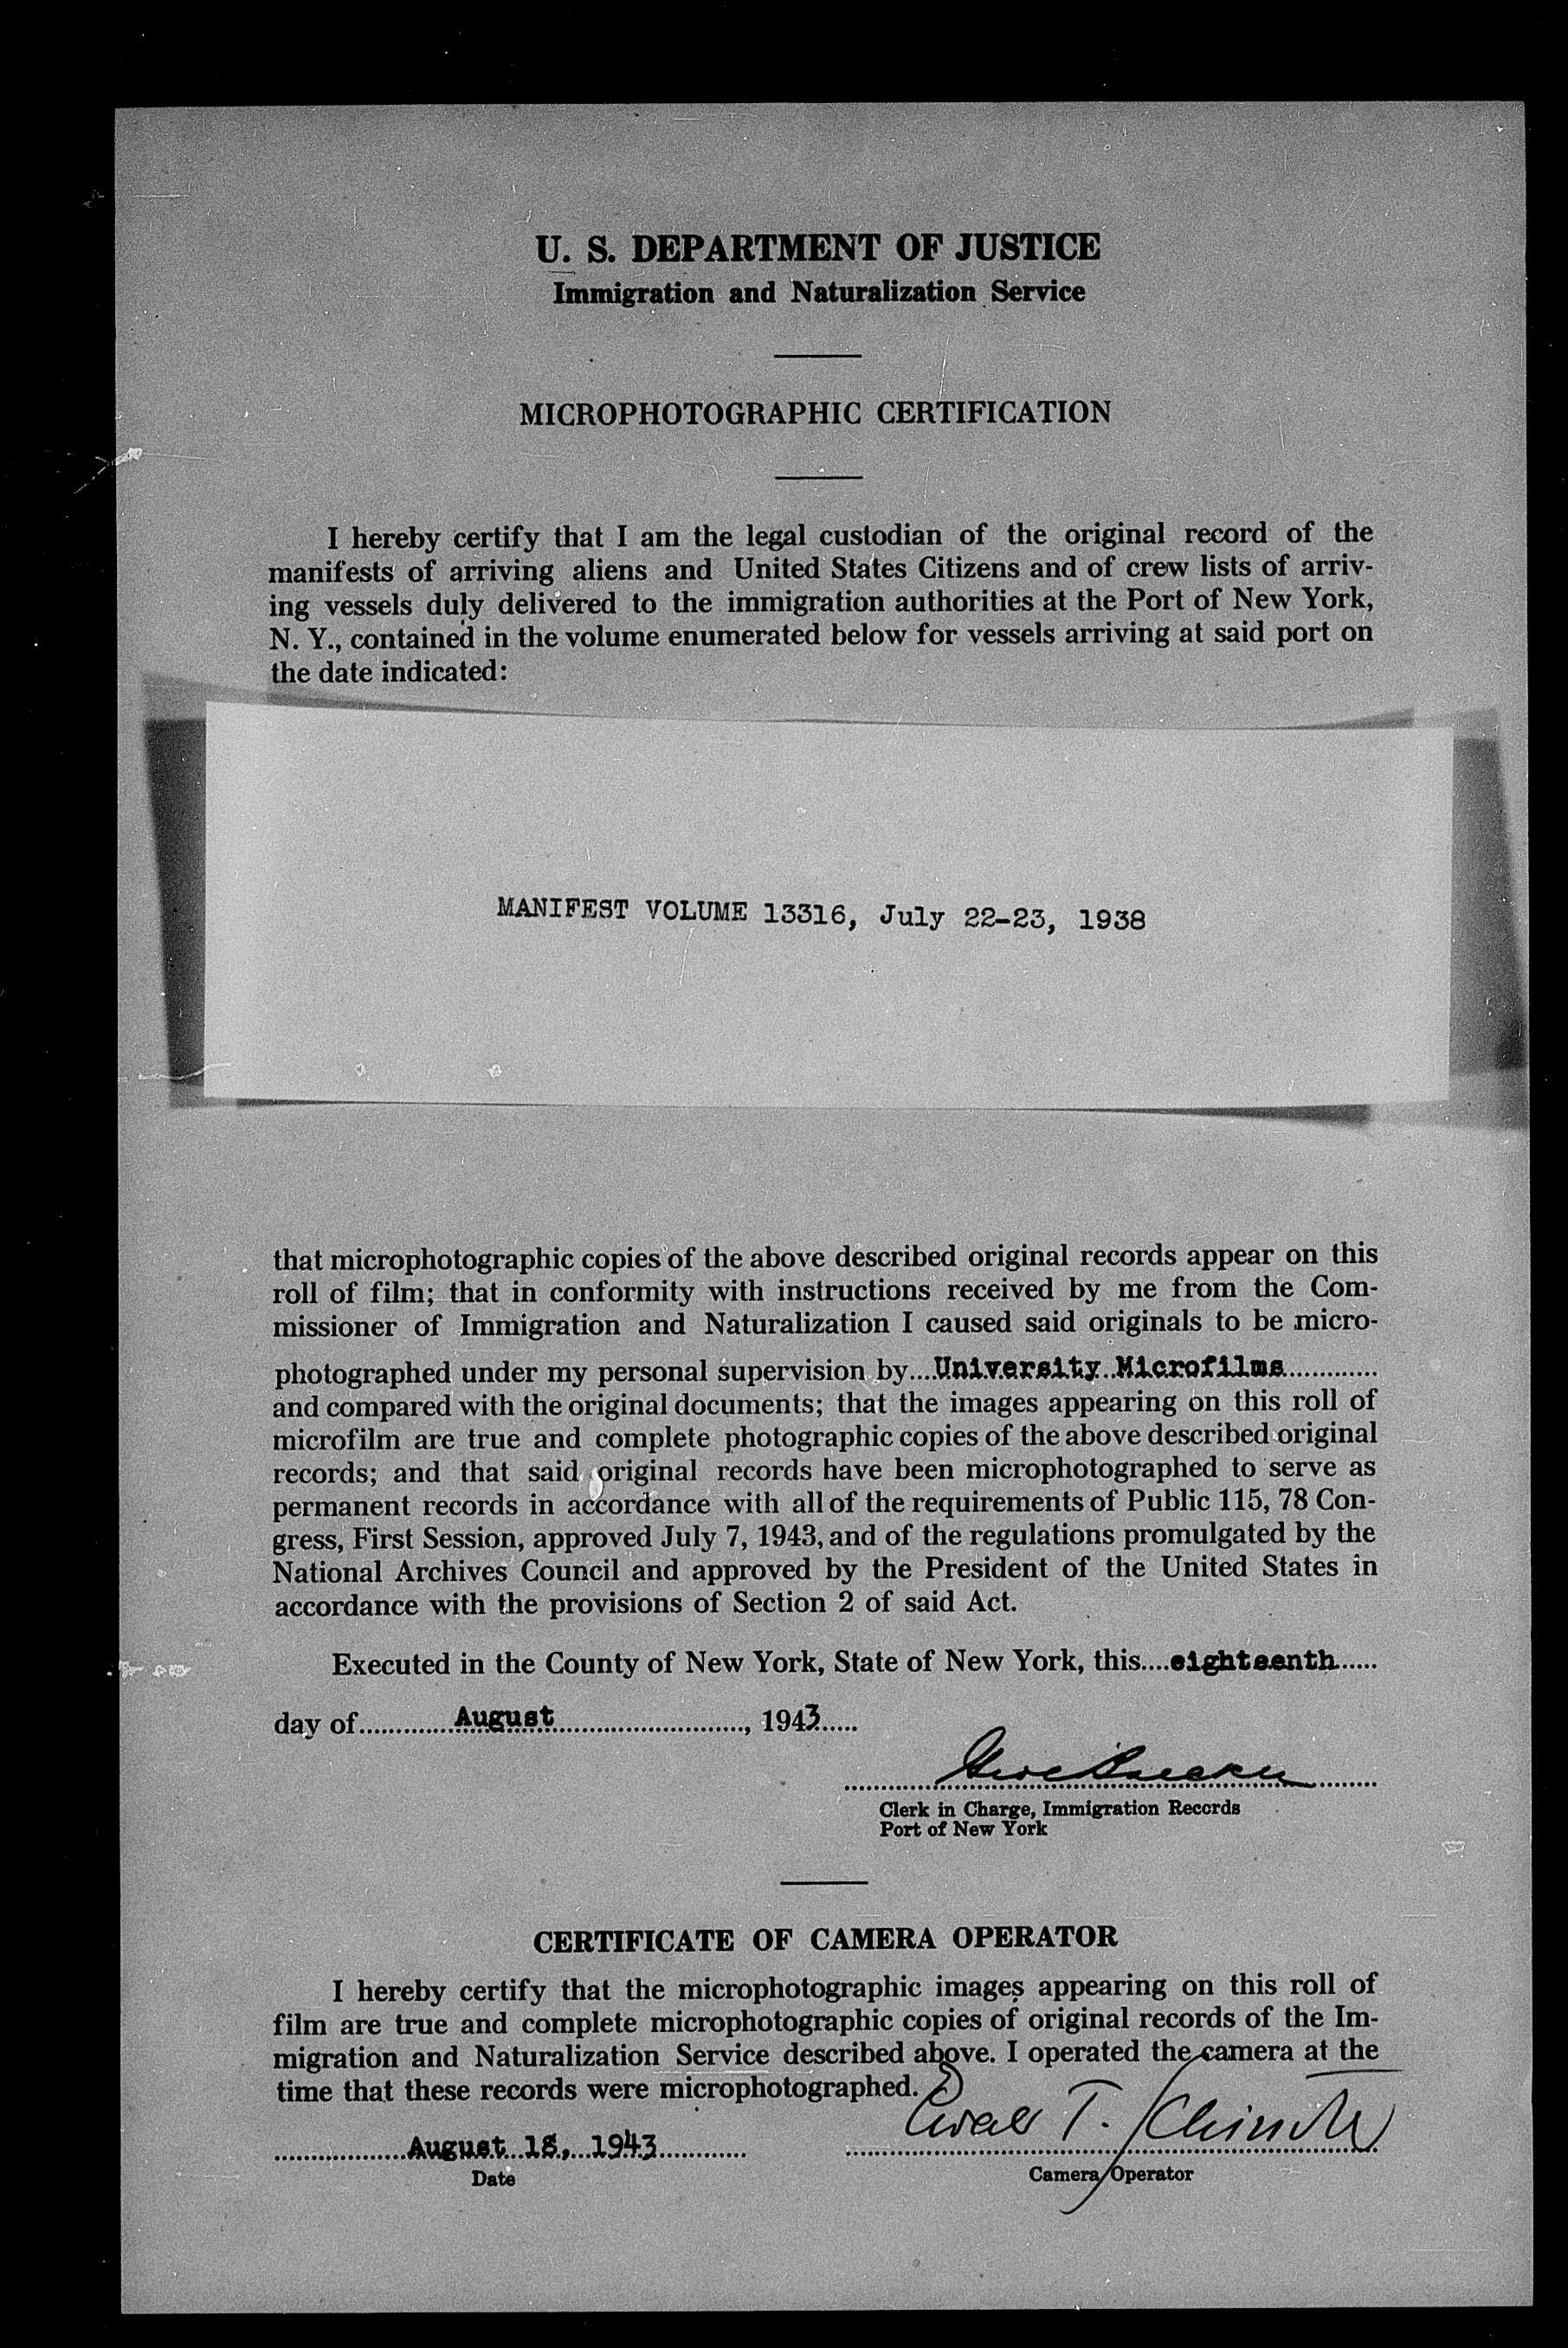 U. S. DEPARTMENT OF JUSTICE
Immigration and Naturalization Service
MICROPHOTOGRAPHIC CERTIFICATION
I hereby certify that I am the legal custodian of the original record of the
manifests of arriving aliens and United States Citizens and of crew lists of arriv-
ing vessels duly delivered to the immigration authorities at the Port of New York,
N. Y., contained in the volume enumerated below for vessels arriving at said port on
the date indicated:
MANIFEST VOLUME 13316, July 22-23, 1938
that microphotographic copies of the above described original records appear on this
roll of film; that in conformity with instructions received by me from the Com-
missioner of Immigration and Naturalization I caused said originals to be micro-
photographed under my personal supervision by....University Microfilms.............
and compared with the original documents; that the images appearing on this roll of
microfilm are true and complete photographic copies of the above described original
records; and that said original records have been microphotographed to serve as
permanent records in accordance with all of the requirements of Public 115, 78 Con-
gress, First Session, approved July 7, 1943, and of the regulations promulgated by the
National Archives Council and approved by the President of the United States in
accordance with the provisions of Section 2 of said Act.
Executed in the County of New York, State of New York, this....eighteenth......
day of.............August............................, 1943.....
Clerk in Charge, Immigration Records
Port of New York
CERTIFICATE OF CAMERA OPERATOR
I hereby certify that the microphotographic images appearing on this roll of
film are true and complete microphotographic copies of original records of the Im-
migration and Naturalization Service described above. I operated the camera at the
time that these records were microphotographed.
T.
August 18, 1943
Date
Camera Operator